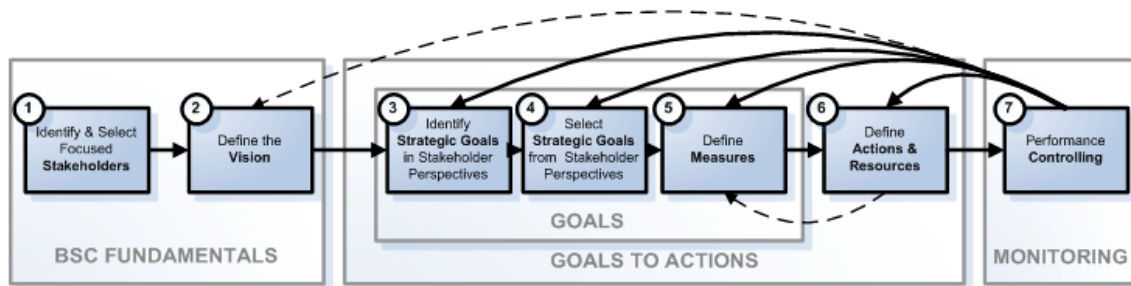 1
Identify & Select
Focused
Stakeholders
2
Define the
Vision
BSC FUNDAMENTALS
3
Identify
Strategic Goals
in Stakeholder
Perspectives
4
Select
Strategic Goals
from Stakeholder
Perspectives
5
Define
Measures
GOALS
6
Define
Actions &
Resources
GOALS TO ACTIONS
7
Performance
Controlling
MONITORING